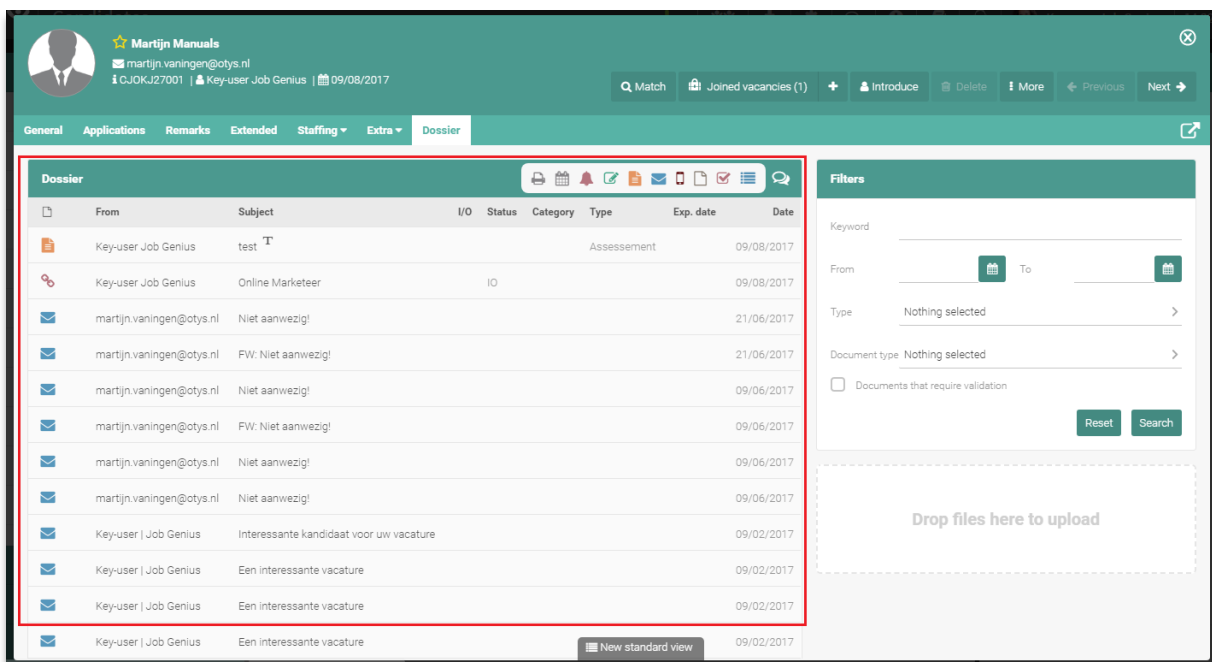 Martijn Manuals
martijn.vaningen@otys.nl
CJOKJ27001 | Key-user Job Genius | 09/08/2017
Match Joined vacancies (1) Introduce Delete More Previous Next
General Applications Remarks Extended Staffing Extra Dossier
Dossier
From Subject I/O Status Category Type Exp. date Date
Key-user Job Genius test T Assessement 09/08/2017
Key-user Job Genius Online Marketeer IO 09/08/2017
martijn.vaningen@otys.nl Niet aanwezig! 21/06/2017
martijn.vaningen@otys.nl FW: Niet aanwezig! 21/06/2017
martijn.vaningen@otys.nl Niet aanwezig! 09/06/2017
martijn.vaningen@otys.nl FW: Niet aanwezig! 09/06/2017
martijn.vaningen@otys.nl Niet aanwezig! 09/06/2017
martijn.vaningen@otys.nl Niet aanwezig! 09/06/2017
Key-user | Job Genius Interessante kandidaat voor uw vacature 09/02/2017
Key-user | Job Genius Een interessante vacature 09/02/2017
Key-user | Job Genius Een interessante vacature 09/02/2017
Key-user | Job Genius Een interessante vacature 09/02/2017
New standard view
Filters
Keyword
From To
Type Nothing selected
Document type Nothing selected
Documents that require validation
Reset Search
Drop files here to upload